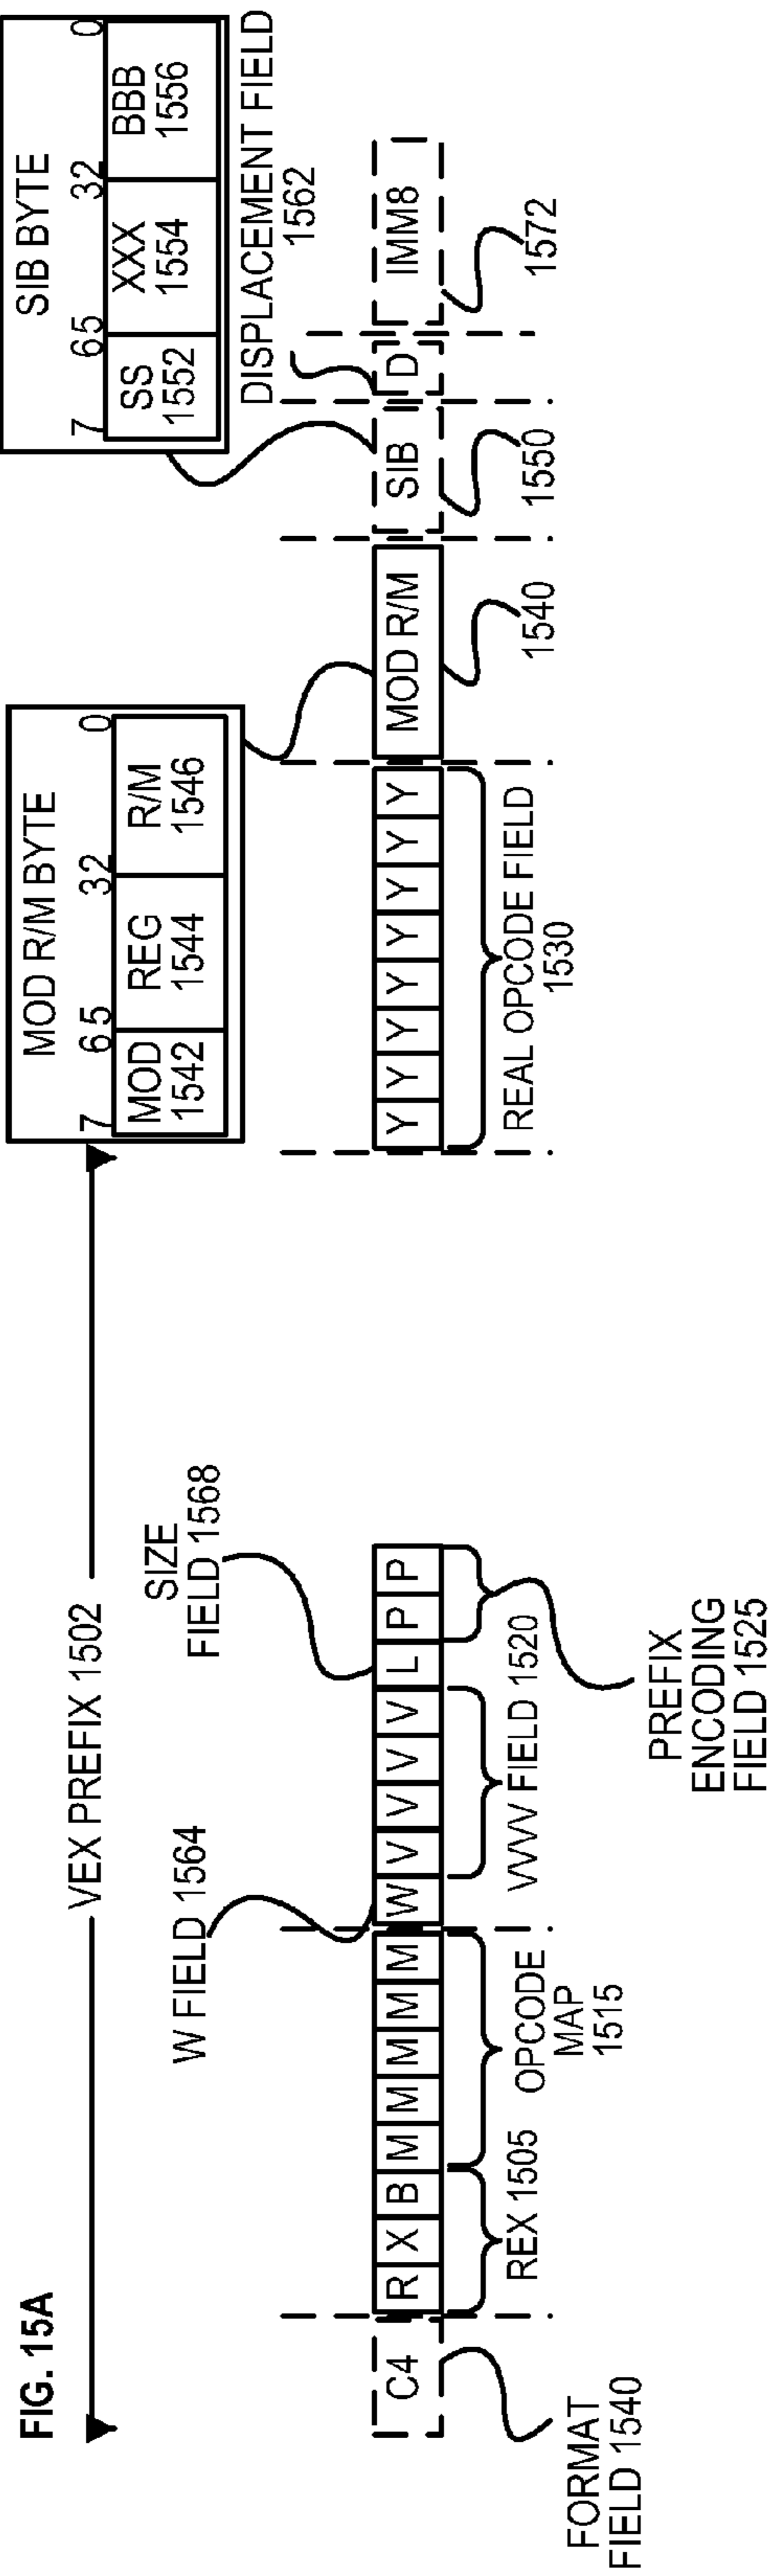 FIG. 15A
VEX PREFIX 1502
MOD R/M BYTE
7 6 5 3 2 0
MOD REG R/M
1542 1544 1546
SIB BYTE
7 6 5 3 2 0
SS XXX BBB
1552 1554 1556
W FIELD 1564
SIZE
FIELD 1568
DISPLACEMENT FIELD
1562
C4 R X B M M M M M W V V V V L P P Y Y Y Y Y Y Y Y MOD R/M SIB D IMM8
FORMAT
FIELD 1540
REX 1505
OPCODE
MAP
1515
VVVV FIELD 1520
PREFIX
ENCODING
FIELD 1525
REAL OPCODE FIELD
1530
1540
1550
1572